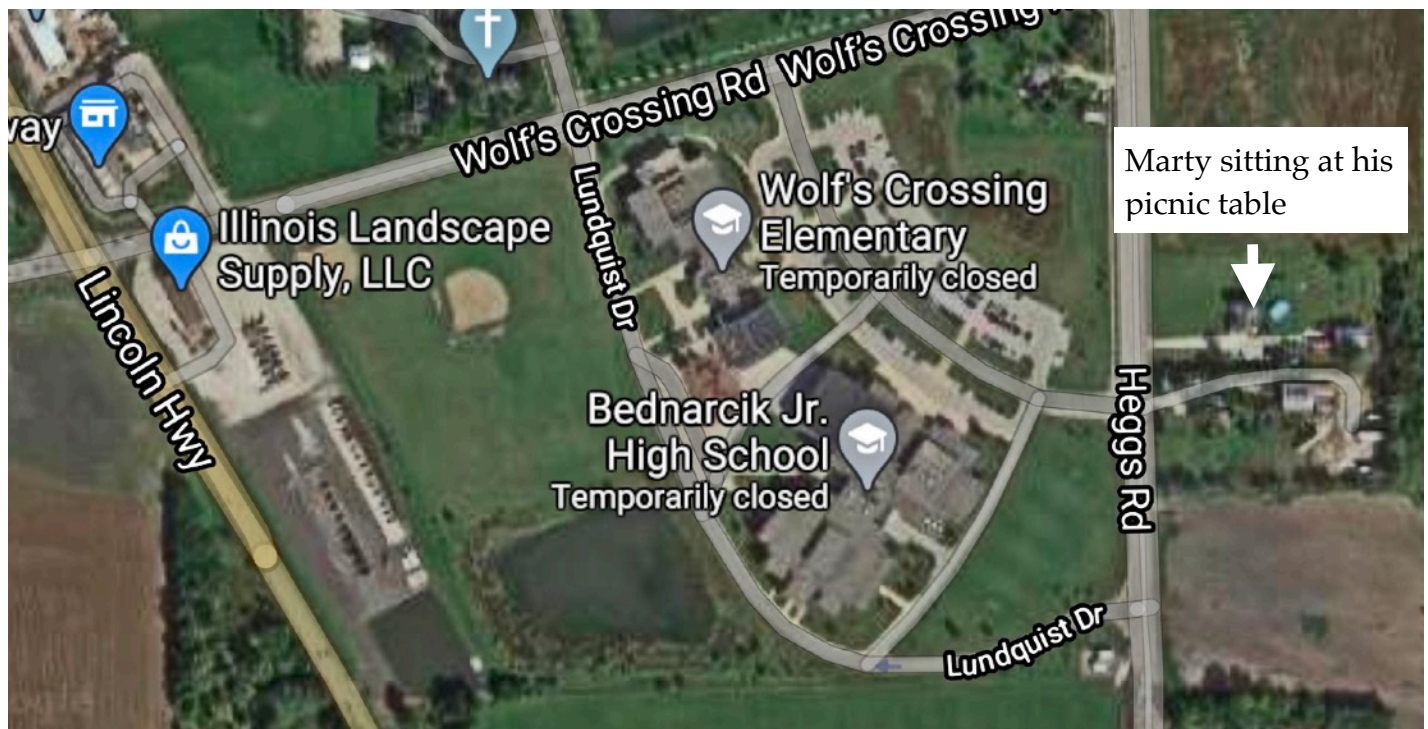 way
Wolf's Crossing Rd
Wolf's Crossing
Illinois Landscape
Supply, LLC
Lincoln Hwy
Lundquist Dr
Wolf's Crossing
Elementary
Temporarily closed
Marty sitting at his
picnic table
Bednarcik Jr.
High School
Temporarily closed
Heggs Rd
Lundquist Dr